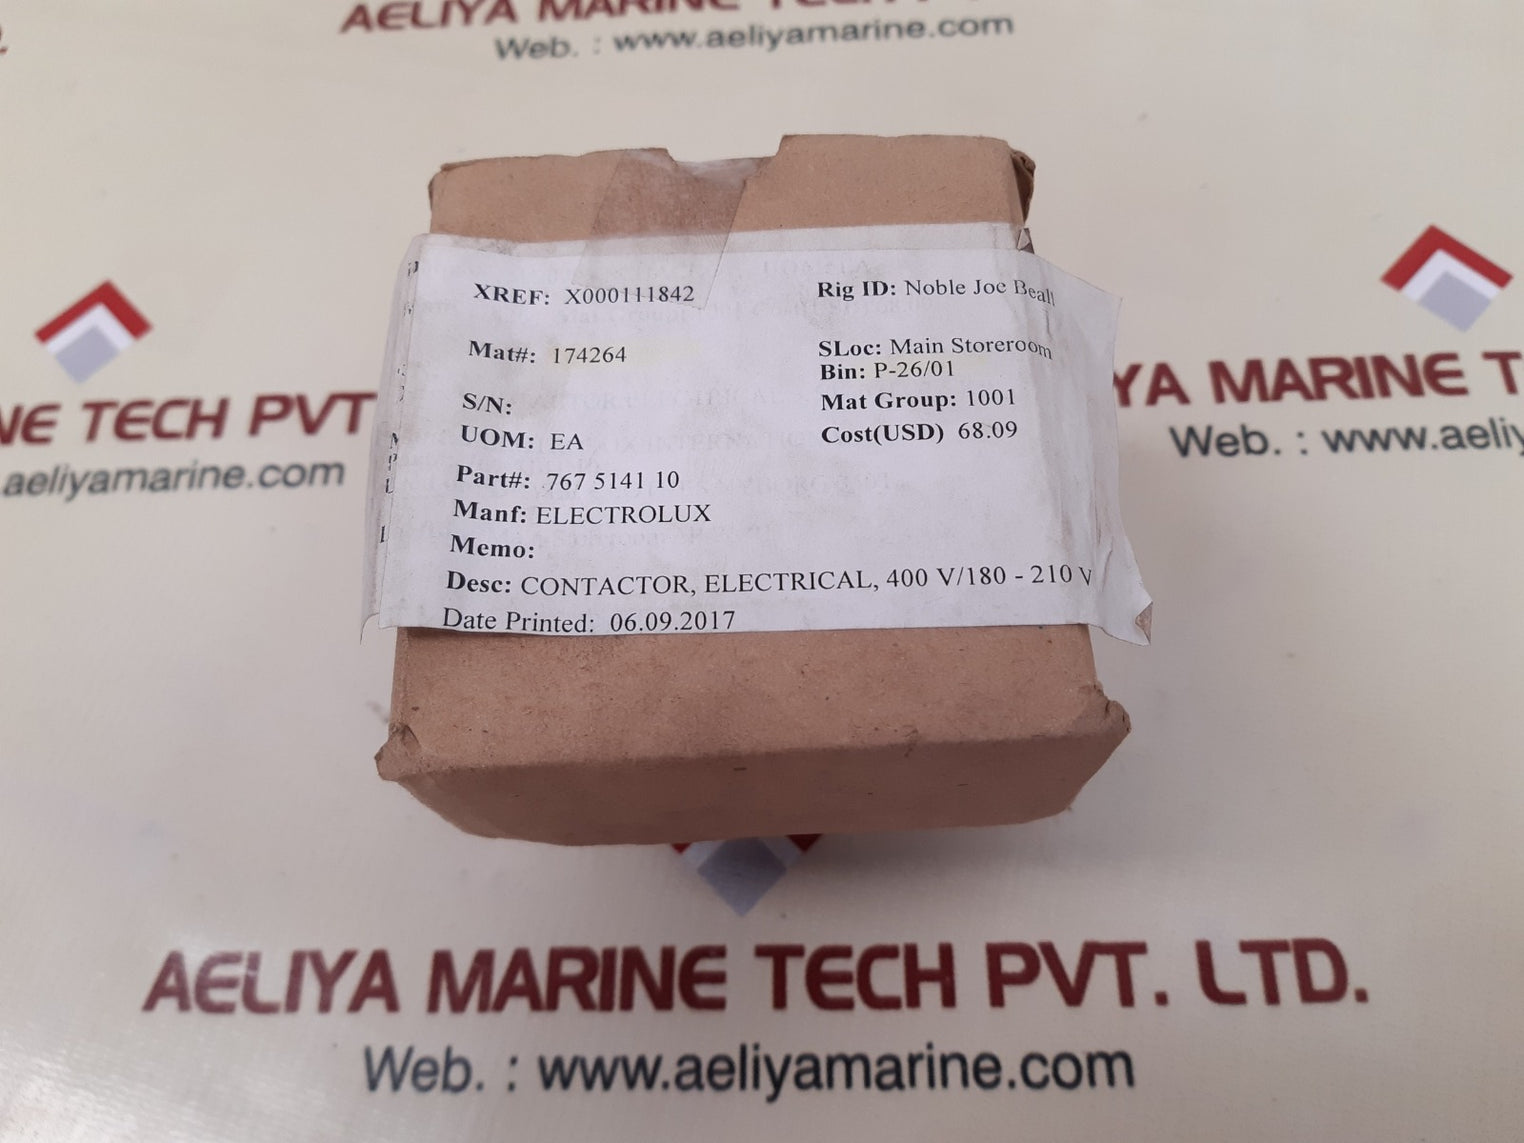 AELIYA MARINE TECH
Web. : www.aeliyamarine.com
XREF: X000111842
Rig ID: Noble Joe Beall
Mat#: 174264
SLoc: Main Storeroom
Bin: P-26/01
S/N:
Mat Group: 1001
UOM: EA
Cost(USD) 68.09
Part#: 767 5141 10
Manf: ELECTROLUX
Memo:
Desc: CONTACTOR, ELECTRICAL, 400 V/180 - 210 V
Date Printed: 06.09.2017
NE TECH PVT
aeliyamarine.com
YA MARINE T
Web. : www.aeliy
AELIYA MARINE TECH PVT. LTD.
Web. : www.aeliyamarine.com